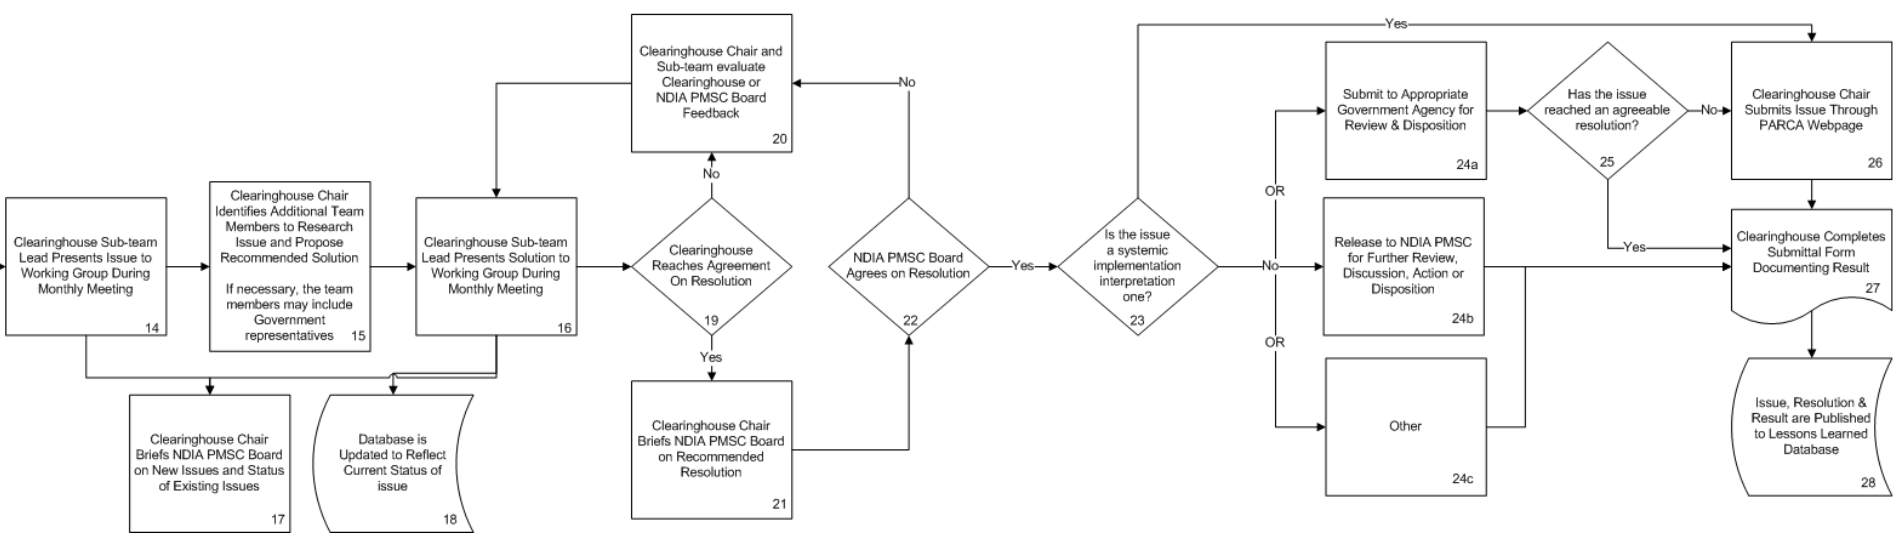 Clearinghouse Sub-team
Lead Presents Issue to
Working Group During
Monthly Meeting
14
Clearinghouse Chair
Identifies Additional Team
Members to Research
Issue and Propose
Recommended Solution
If necessary, the team
members may include
Government
representatives
15
Clearinghouse Sub-team
Lead Presents Solution to
Working Group During
Monthly Meeting
16
Clearinghouse Chair
Briefs NDIA PMSC Board
on New Issues and Status
of Existing Issues
17
Database is
Updated to Reflect
Current Status of
issue
18
Clearinghouse
Reaches Agreement
On Resolution
19
No
Yes
Clearinghouse Chair and
Sub-team evaluate
Clearinghouse or
NDIA PMSC Board
Feedback
20
Clearinghouse Chair
Briefs NDIA PMSC Board
on Recommended
Resolution
21
NDIA PMSC Board
Agrees on Resolution
22
No
Yes
Is the issue
a systemic
implementation
interpretation
one?
23
Yes
No
OR
OR
Submit to Appropriate
Government Agency for
Review & Disposition
24a
Release to NDIA PMSC
for Further Review,
Discussion, Action or
Disposition
24b
Other
24c
Has the issue
reached an agreeable
resolution?
25
No
Yes
Clearinghouse Chair
Submits Issue Through
PARCA Webpage
26
Clearinghouse Completes
Submittal Form
Documenting Result
27
Issue, Resolution &
Result are Published
to Lessons Learned
Database
28